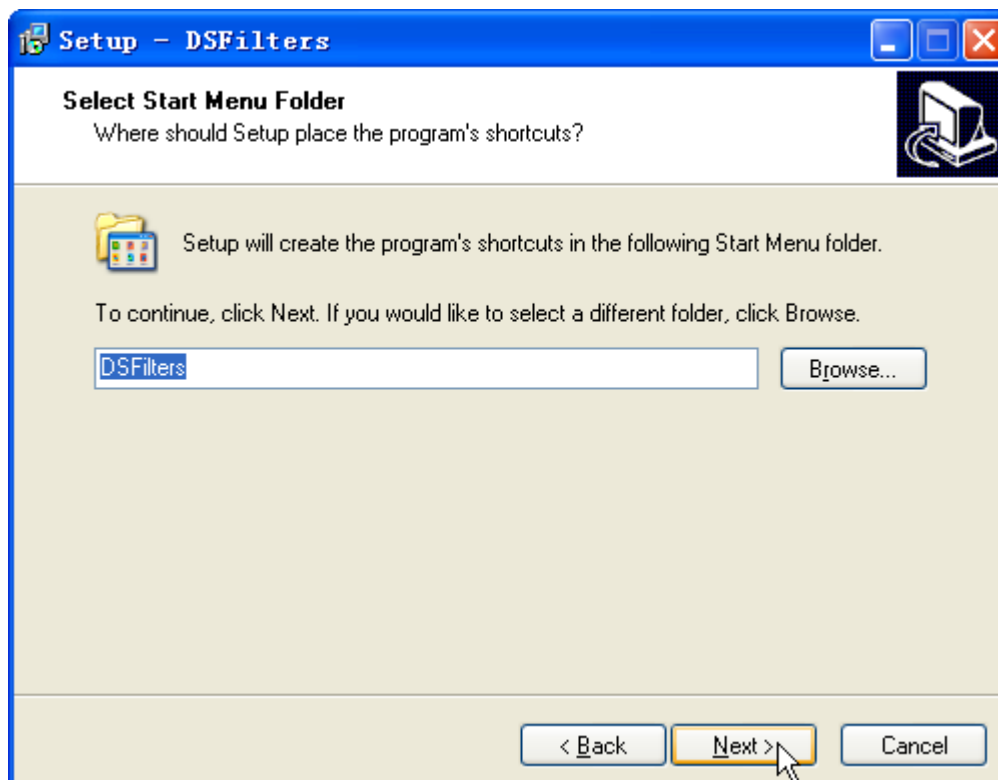 Setup - DSFilters
Select Start Menu Folder
Where should Setup place the program's shortcuts?
Setup will create the program's shortcuts in the following Start Menu folder.
To continue, click Next. If you would like to select a different folder, click Browse.
DSFilters
Browse...
< Back
Next >
Cancel